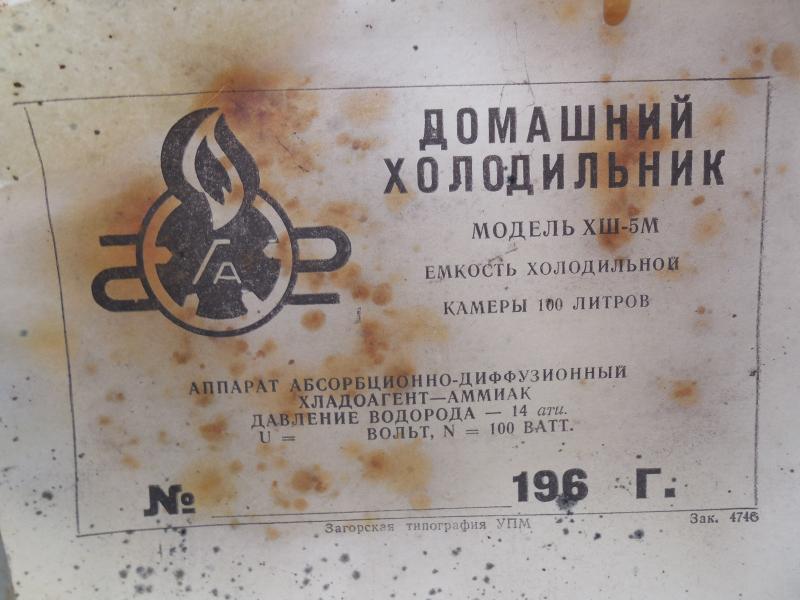 ГА
ДОМАШНИЙ
ХОЛОДИЛЬНИК
МОДЕЛЬ ХШ-5М
ЕМКОСТЬ ХОЛОДИЛЬНОЙ
КАМЕРЫ 100 ЛИТРОВ
АППАРАТ АБСОРБЦИОННО-ДИФФУЗИОННЫЙ
ХЛАДОАГЕНТ—АММИАК
ДАВЛЕНИЕ ВОДОРОДА — 14 ати.
U = ВОЛЬТ, N = 100 ВАТТ.
№ 196 Г.
Загорская типография УПМ Зак. 4746